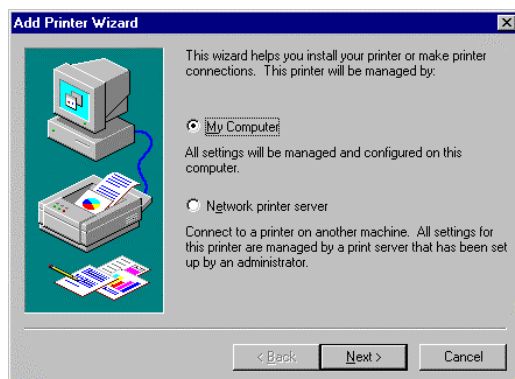 Add Printer Wizard
This wizard helps you install your printer or make printer
connections. This printer will be managed by:
My Computer
All settings will be managed and configured on this
computer.
Network printer server
Connect to a printer on another machine. All settings for
this printer are managed by a print server that has been set
up by an administrator.
< Back
Next >
Cancel